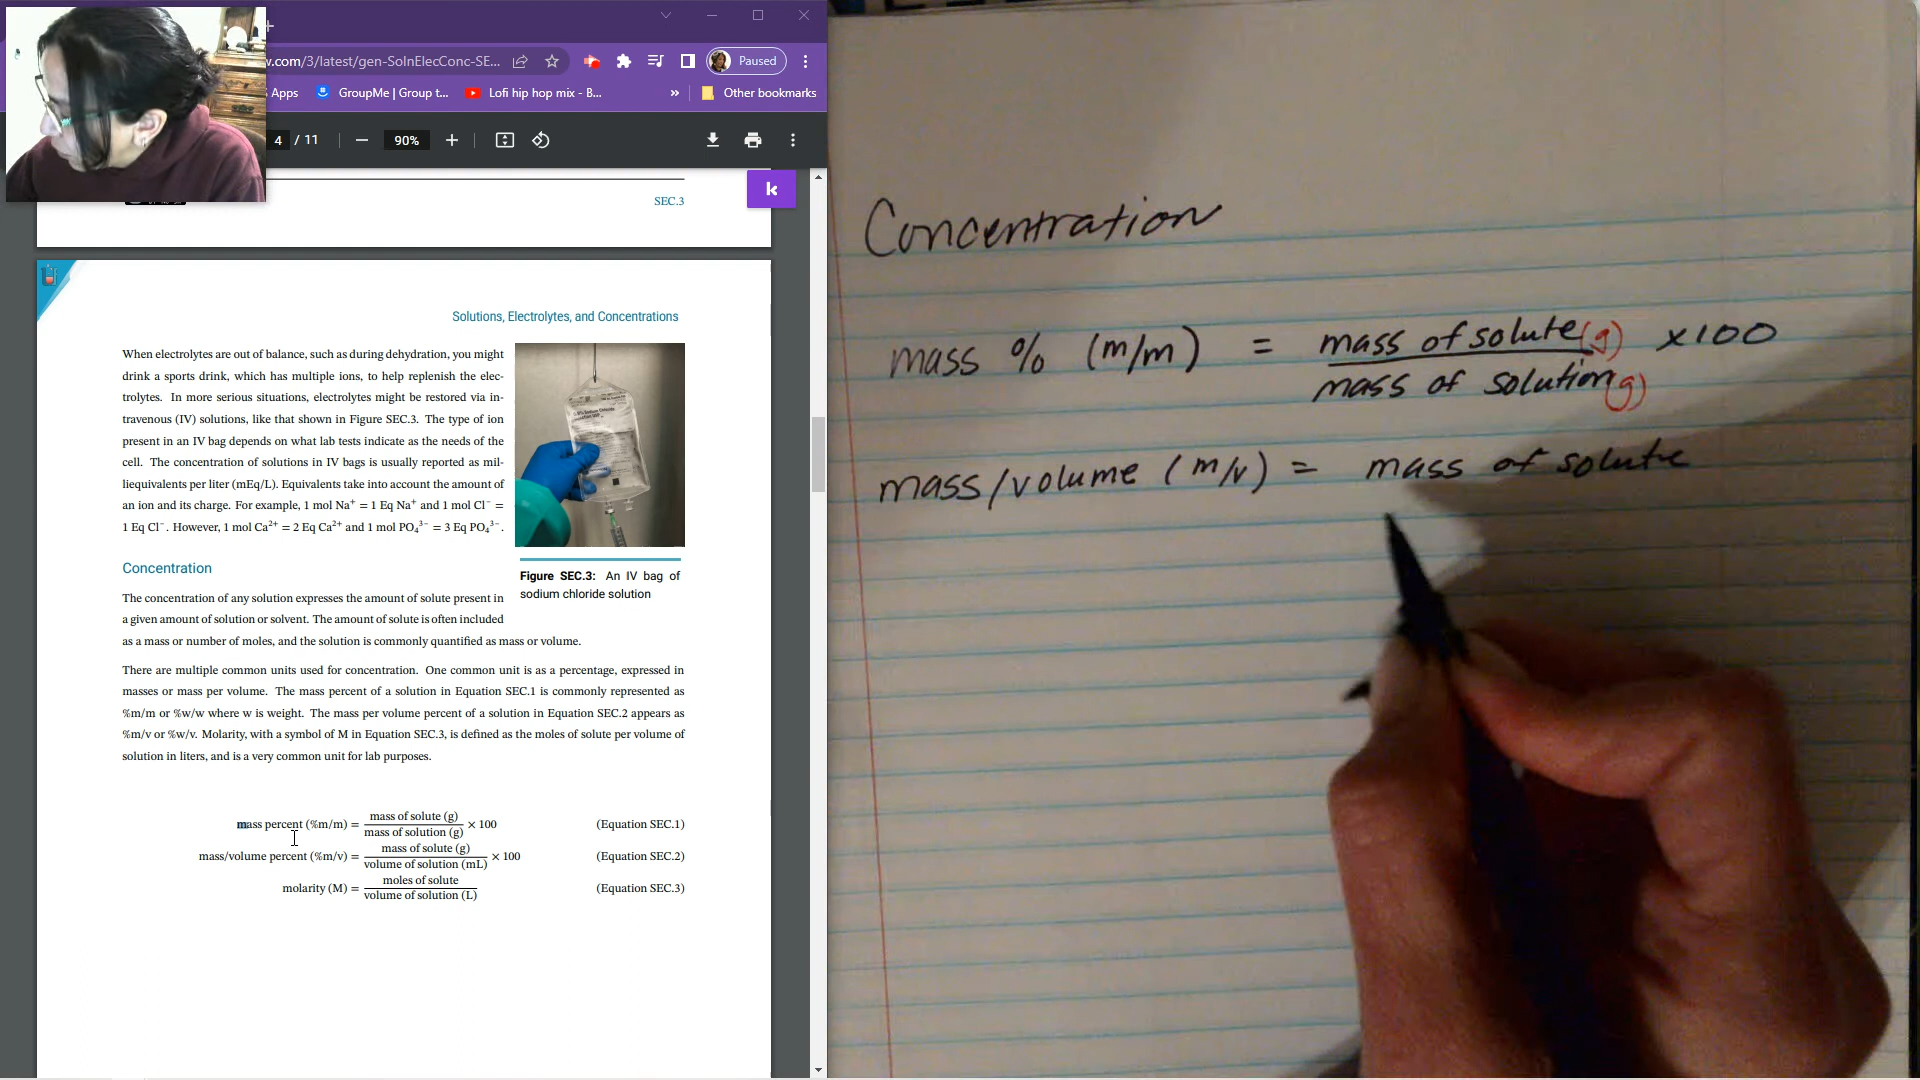 w.com/3/latest/gen-SolnElecConc-SE...
Paused
Apps
GroupMe | Group t...
Lofi hip hop mix - B...
»
Other bookmarks
4 / 11
90%
k
SEC.3
Solutions, Electrolytes, and Concentrations
When electrolytes are out of balance, such as during dehydration, you might
drink a sports drink, which has multiple ions, to help replenish the elec-
trolytes. In more serious situations, electrolytes might be restored via in-
travenous (IV) solutions, like that shown in Figure SEC.3. The type of ion
present in an IV bag depends on what lab tests indicate as the needs of the
cell. The concentration of solutions in IV bags is usually reported as mil-
liequivalents per liter (mEq/L). Equivalents take into account the amount of
an ion and its charge. For example, 1 mol Na⁺ = 1 Eq Na⁺ and 1 mol Cl⁻ =
1 Eq Cl⁻. However, 1 mol Ca²⁺ = 2 Eq Ca²⁺ and 1 mol PO₄³⁻ = 3 Eq PO₄³⁻.
Figure SEC.3: An IV bag of
sodium chloride solution
Concentration
The concentration of any solution expresses the amount of solute present in
a given amount of solution or solvent. The amount of solute is often included
as a mass or number of moles, and the solution is commonly quantified as mass or volume.
There are multiple common units used for concentration. One common unit is as a percentage, expressed in
masses or mass per volume. The mass percent of a solution in Equation SEC.1 is commonly represented as
%m/m or %w/w where w is weight. The mass per volume percent of a solution in Equation SEC.2 appears as
%m/v or %w/v. Molarity, with a symbol of M in Equation SEC.3, is defined as the moles of solute per volume of
solution in liters, and is a very common unit for lab purposes.
mass percent (%m/m) = mass of solute (g) / mass of solution (g) × 100 (Equation SEC.1)
mass/volume percent (%m/v) = mass of solute (g) / volume of solution (mL) × 100 (Equation SEC.2)
molarity (M) = moles of solute / volume of solution (L) (Equation SEC.3)
Concentration
mass % (m/m) = mass of solute (g) / mass of solution (g) x100
mass/volume (m/v) = mass of solute